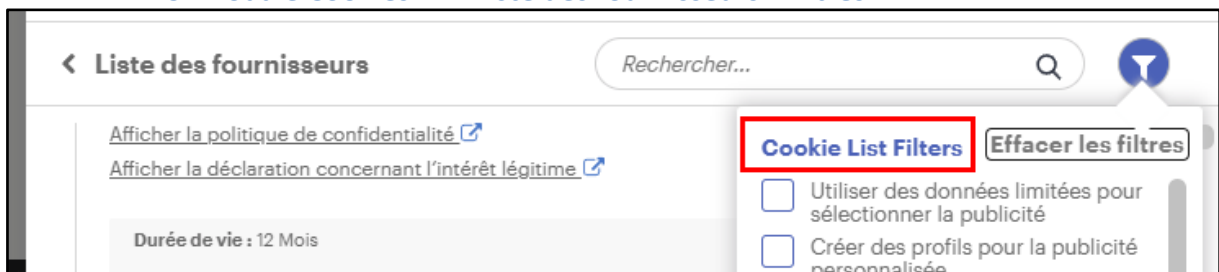 Liste des fournisseurs
Rechercher...
Afficher la politique de confidentialité
Afficher la déclaration concernant l'intérêt légitime
Durée de vie : 12 Mois
Cookie List Filters
Effacer les filtres
Utiliser des données limitées pour
sélectionner la publicité
Créer des profils pour la publicité
personnalisée